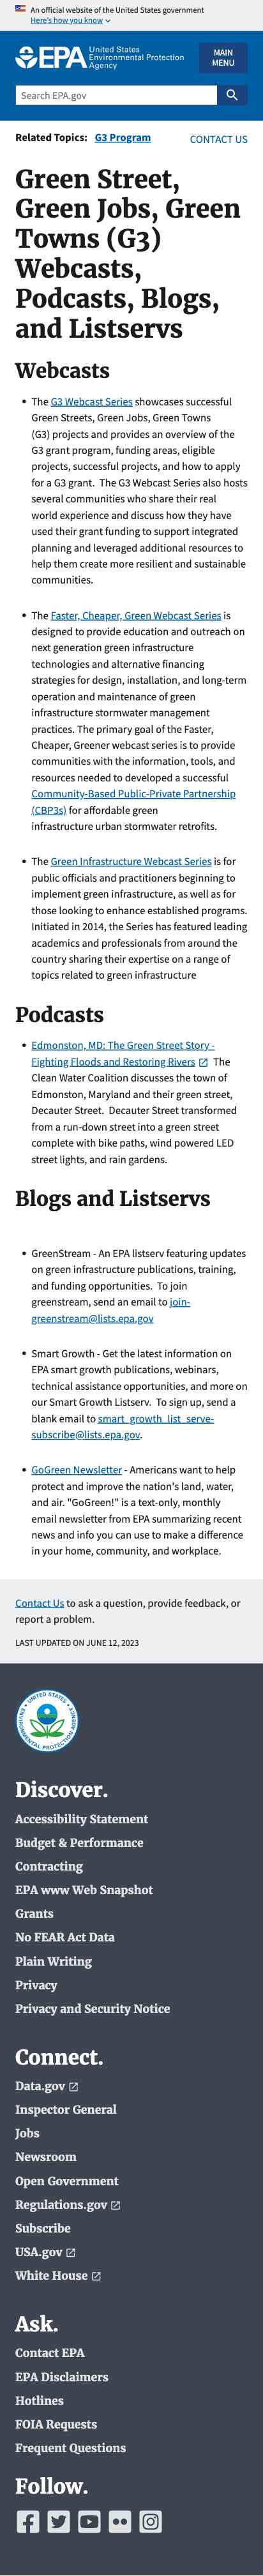 An official website of the United States government
Here's how you know
EPA United States
Environmental Protection
Agency
MAIN
MENU
Search EPA.gov
Related Topics: G3 Program
CONTACT US
Green Street,
Green Jobs, Green
Towns (G3)
Webcasts,
Podcasts, Blogs,
and Listservs
Webcasts
• The G3 Webcast Series showcases successful
Green Streets, Green Jobs, Green Towns
(G3) projects and provides an overview of the
G3 grant program, funding areas, eligible
projects, successful projects, and how to apply
for a G3 grant.  The G3 Webcast Series also hosts
several communities who share their real
world experience and discuss how they have
used their grant funding to support integrated
planning and leveraged additional resources to
help them create more resilient and sustainable
communities.
• The Faster, Cheaper, Green Webcast Series is
designed to provide education and outreach on
next generation green infrastructure
technologies and alternative financing
strategies for design, installation, and long-term
operation and maintenance of green
infrastructure stormwater management
practices. The primary goal of the Faster,
Cheaper, Greener webcast series is to provide
communities with the information, tools, and
resources needed to developed a successful
Community-Based Public-Private Partnership
(CBP3s) for affordable green
infrastructure urban stormwater retrofits.
• The Green Infrastructure Webcast Series is for
public officials and practitioners beginning to
implement green infrastructure, as well as for
those looking to enhance established programs.
Initiated in 2014, the Series has featured leading
academics and professionals from around the
country sharing their expertise on a range of
topics related to green infrastructure
Podcasts
• Edmonston, MD: The Green Street Story -
Fighting Floods and Restoring Rivers  The
Clean Water Coalition discusses the town of
Edmonston, Maryland and their green street,
Decauter Street.  Decauter Street transformed
from a run-down street into a green street
complete with bike paths, wind powered LED
street lights, and rain gardens.
Blogs and Listservs
• GreenStream - An EPA listserv featuring updates
on green infrastructure publications, training,
and funding opportunities.  To join
greenstream, send an email to join-
greenstream@lists.epa.gov
• Smart Growth - Get the latest information on
EPA smart growth publications, webinars,
technical assistance opportunities, and more on
our Smart Growth Listserv.  To sign up, send a
blank email to smart_growth_list_serve-
subscribe@lists.epa.gov.
• GoGreen Newsletter - Americans want to help
protect and improve the nation's land, water,
and air. "GoGreen!" is a text-only, monthly
email newsletter from EPA summarizing recent
news and info you can use to make a difference
in your home, community, and workplace.
Contact Us to ask a question, provide feedback, or
report a problem.
LAST UPDATED ON JUNE 12, 2023
UNITED STATES ENVIRONMENTAL PROTECTION AGENCY
Discover.
Accessibility Statement
Budget & Performance
Contracting
EPA www Web Snapshot
Grants
No FEAR Act Data
Plain Writing
Privacy
Privacy and Security Notice
Connect.
Data.gov
Inspector General
Jobs
Newsroom
Open Government
Regulations.gov
Subscribe
USA.gov
White House
Ask.
Contact EPA
EPA Disclaimers
Hotlines
FOIA Requests
Frequent Questions
Follow.